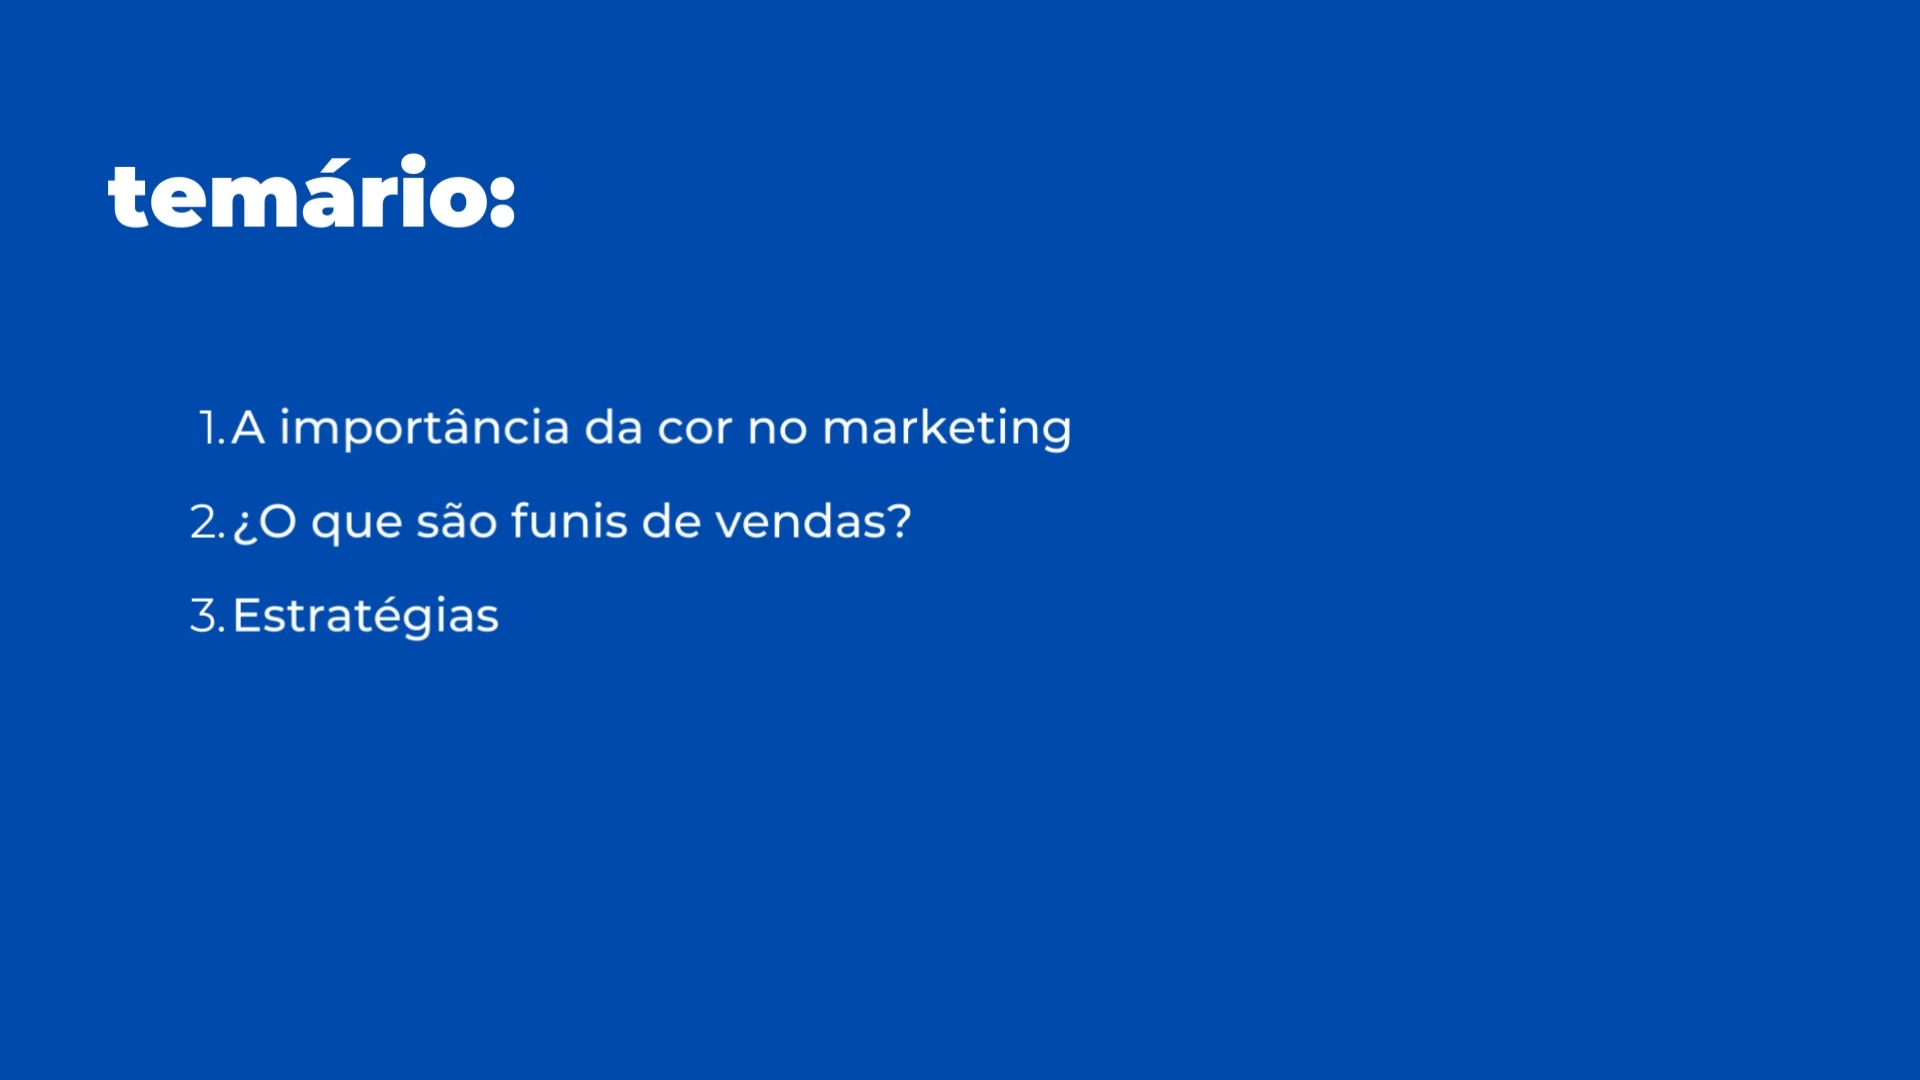 temário:
1. A importância da cor no marketing
2. ¿O que são funis de vendas?
3. Estratégias